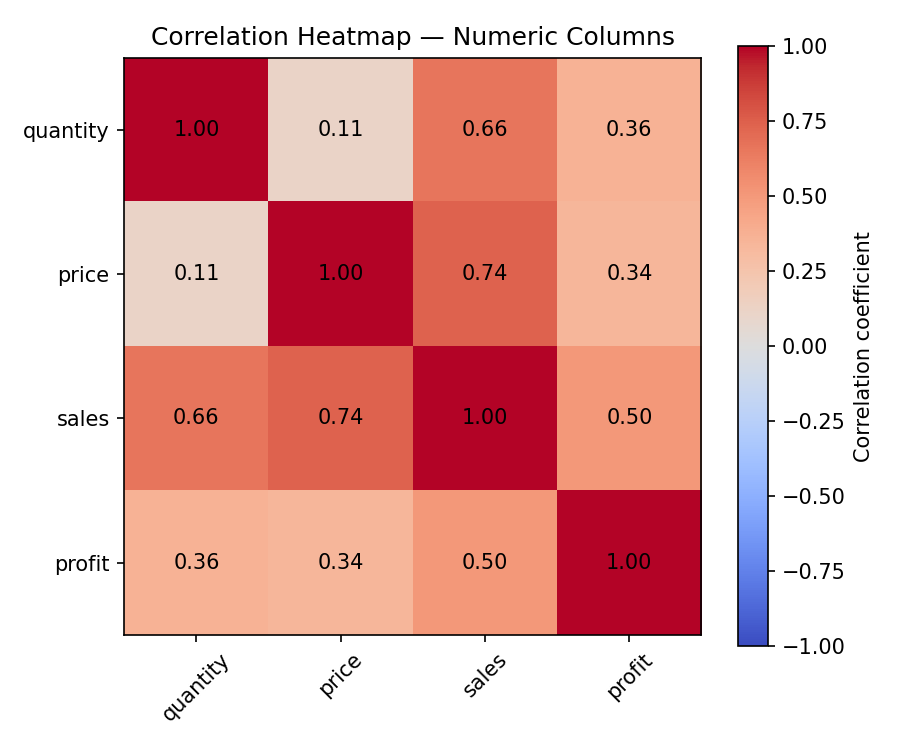 Correlation Heatmap — Numeric Columns
quantity 1.00 0.11 0.66 0.36
price 0.11 1.00 0.74 0.34
sales 0.66 0.74 1.00 0.50
profit 0.36 0.34 0.50 1.00
quantity price sales profit
1.00
0.75
0.50
0.25
0.00
−0.25
−0.50
−0.75
−1.00
Correlation coefficient